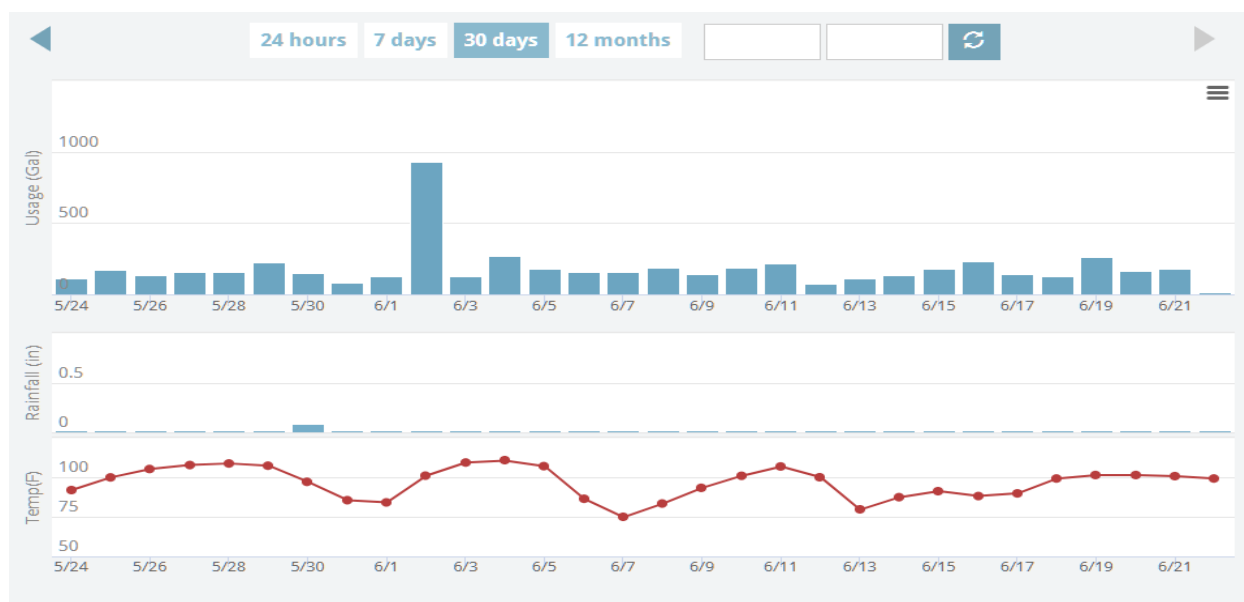 24 hours 7 days 30 days 12 months
Usage (Gal)
1000
500
0
5/24 5/26 5/28 5/30 6/1 6/3 6/5 6/7 6/9 6/11 6/13 6/15 6/17 6/19 6/21
Rainfall (in)
0.5
0
Temp(F)
100
75
50
5/24 5/26 5/28 5/30 6/1 6/3 6/5 6/7 6/9 6/11 6/13 6/15 6/17 6/19 6/21